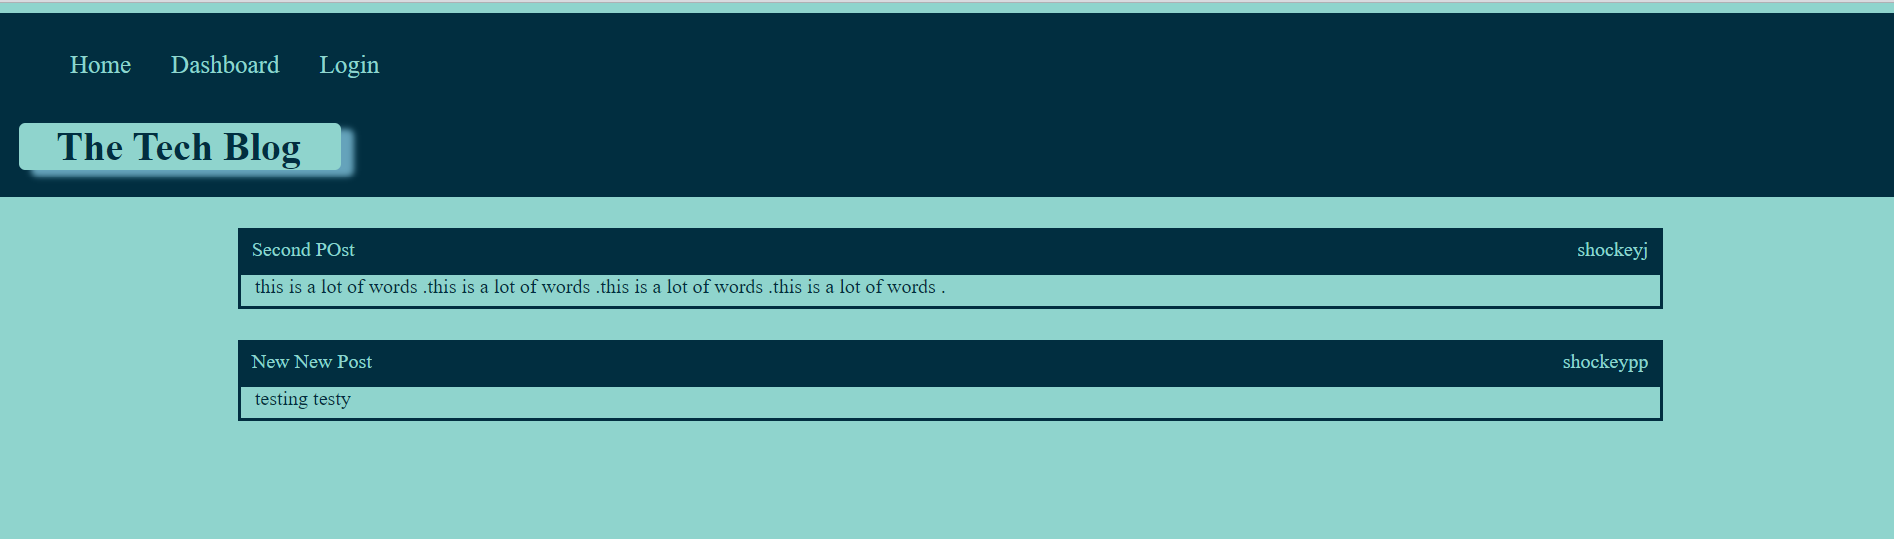 Home Dashboard Login
The Tech Blog
Second POst shockeyj
this is a lot of words .this is a lot of words .this is a lot of words .this is a lot of words .
New New Post shockeypp
testing testy